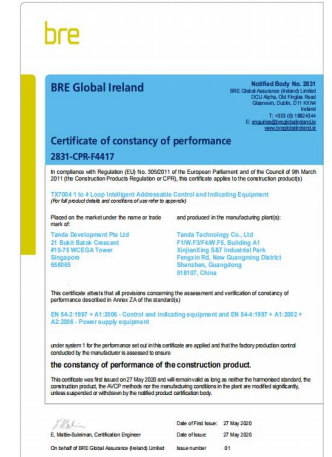 bre
BRE Global Ireland
Notified Body No. 2831
BRE Global Assurance (Ireland) Limited
DCU Alpha, Old Finglas Road
Glasnevin, Dublin, D11 KXN4
Ireland
T: +353 (0) 18824344
E: enquiries@breglobalireland.ie
www.breglobalireland.ie
Certificate of constancy of performance
2831-CPR-F4417
In compliance with Regulation (EU) No. 305/2011 of the European Parliament and of the Council of 9th March
2011 (the Construction Products Regulation or CPR), this certificate applies to the construction product(s)
TX7004 1 to 4 Loop Intelligent Addressable Control and Indicating Equipment
(For full product details and conditions of use refer to appendix)
Placed on the market under the name or trade
mark of:
and produced in the manufacturing plant(s):
Tanda Development Pte Ltd
21 Bukit Batok Crescent
#15-75 WCEGA Tower
Singapore
658065
Tanda Technology Co., Ltd
F1/W.F3/F4/W.F5, Building A1
XinjianXing S&T Industrial Park
Fengxin Rd, New Guangming District
Shenzhen, Guangdong
518107, China
This certificate attests that all provisions concerning the assessment and verification of constancy of
performance described in Annex ZA of the standard(s)
EN 54-2:1997 + A1:2006 - Control and indicating equipment and EN 54-4:1997 + A1:2002 +
A2:2006 - Power supply equipment
under system 1 for the performance set out in this certificate are applied and that the factory production control
conducted by the manufacturer is assessed to ensure
the constancy of performance of the construction product.
This certificate was first issued on 27 May 2020 and will remain valid as long as neither the harmonised standard, the
construction product, the AVCP methods nor the manufacturing conditions in the plant are modified significantly,
unless suspended or withdrawn by the notified product certification body.
Date of First Issue: 27 May 2020
E. Mattei-Suleiman, Certification Engineer
Date of Issue: 27 May 2020
On behalf of BRE Global Assurance (Ireland) Limited
Issue number 01